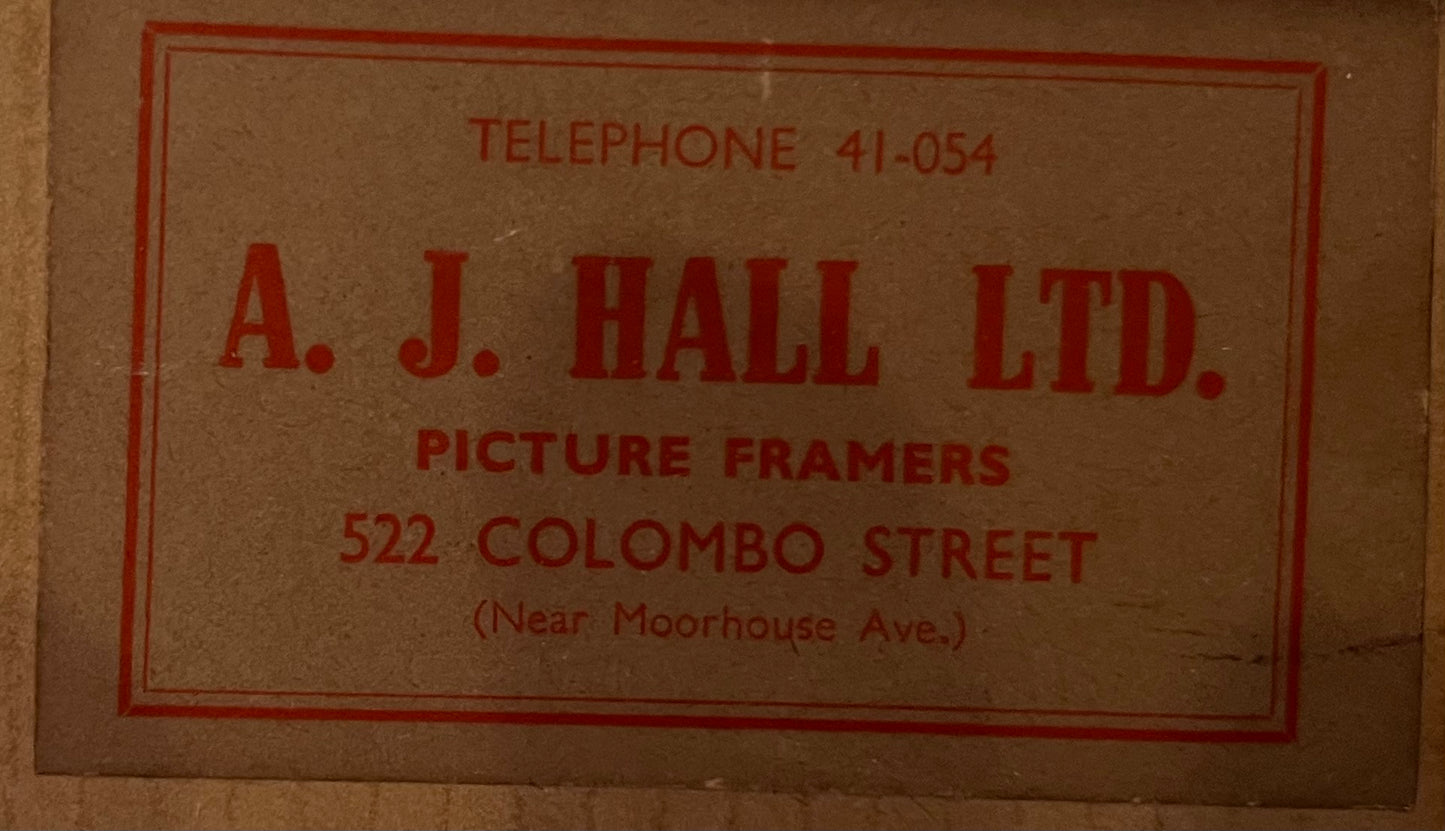 TELEPHONE 41-054
A. J. HALL LTD.
PICTURE FRAMERS
522 COLOMBO STREET
(Near Moorhouse Ave.)